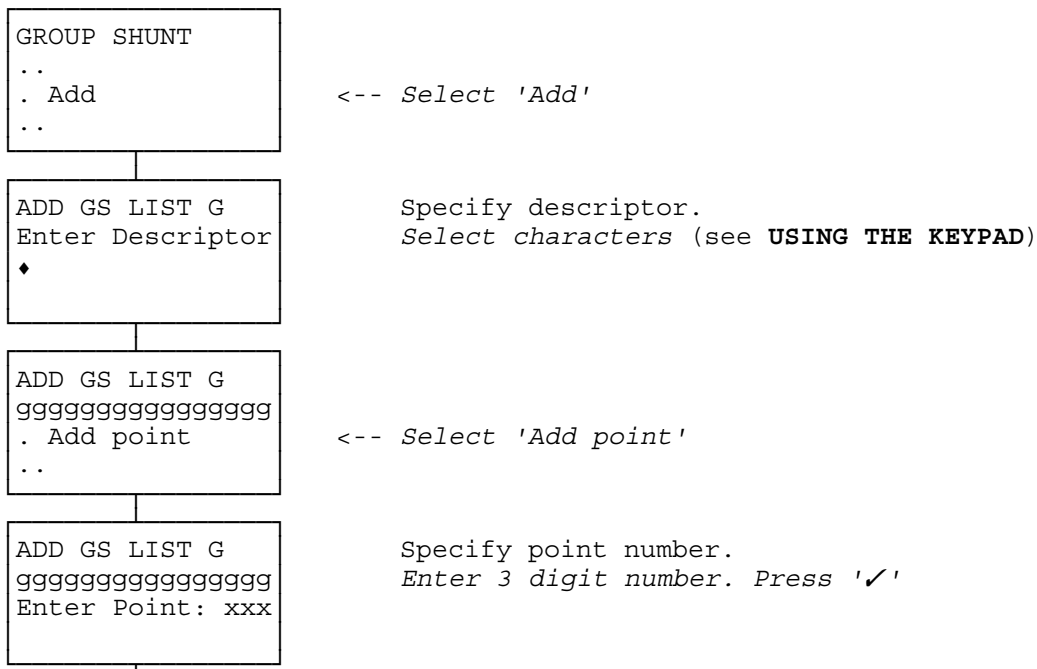 GROUP SHUNT
..
. Add <-- Select 'Add'
..
ADD GS LIST G Specify descriptor.
Enter Descriptor Select characters (see USING THE KEYPAD)
♦
ADD GS LIST G
gggggggggggggggg
. Add point <-- Select 'Add point'
..
ADD GS LIST G Specify point number.
gggggggggggggggg Enter 3 digit number. Press '✓'
Enter Point: xxx